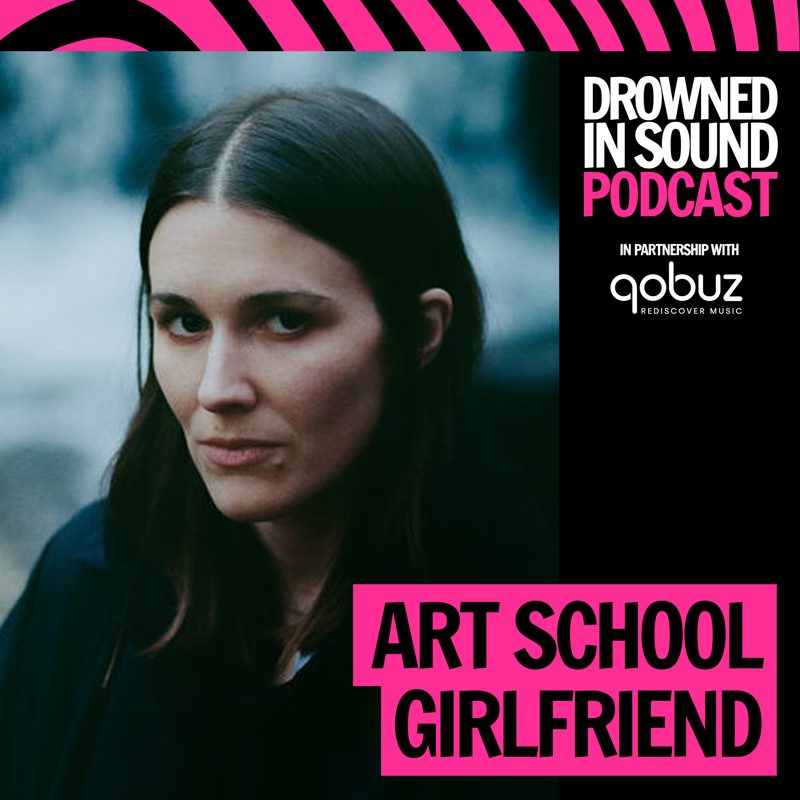 DROWNED
IN SOUND
PODCAST
IN PARTNERSHIP WITH
qobuz
REDISCOVER MUSIC
ART SCHOOL
GIRLFRIEND